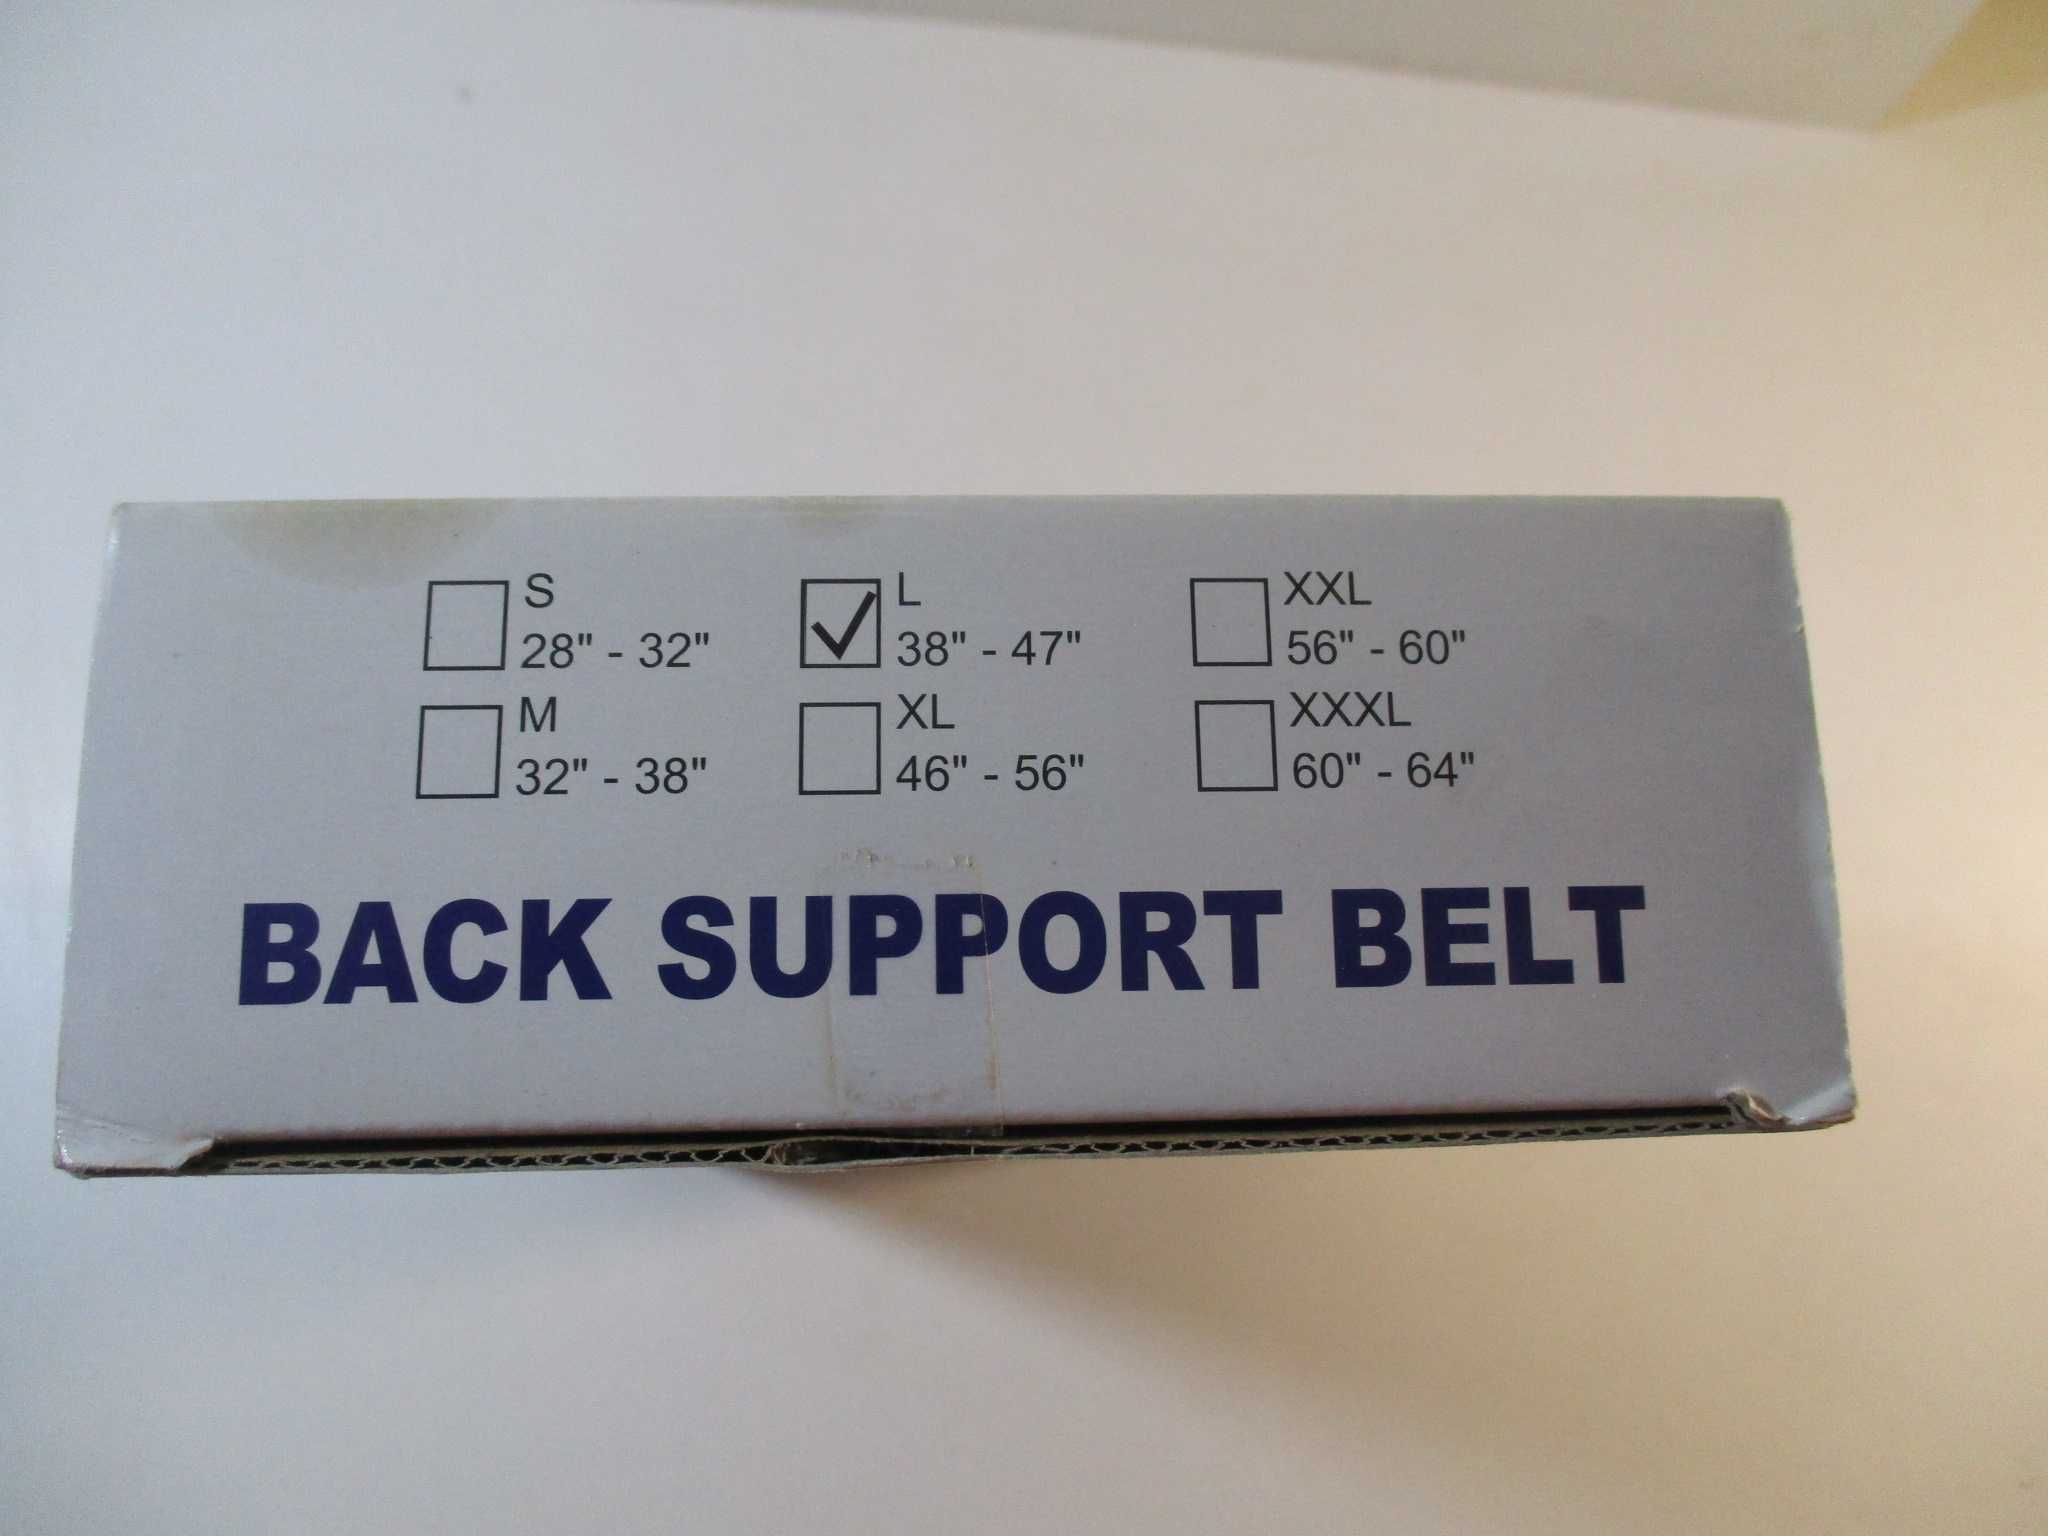 S
28" - 32"
L
38" - 47"
XXL
56" - 60"
M
32" - 38"
XL
46" - 56"
XXXL
60" - 64"
BACK SUPPORT BELT